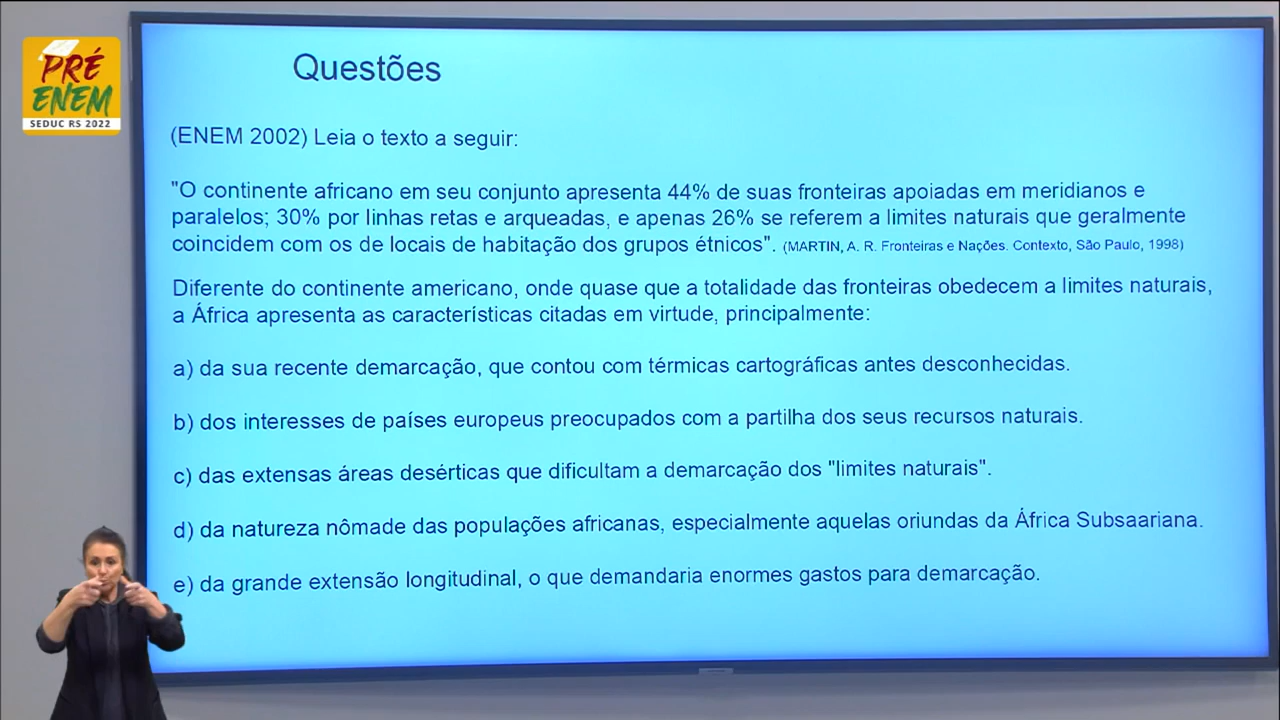 PRÉ
ENEM
SEDUC RS 2022
Questões
(ENEM 2002) Leia o texto a seguir:
"O continente africano em seu conjunto apresenta 44% de suas fronteiras apoiadas em meridianos e
paralelos; 30% por linhas retas e arqueadas, e apenas 26% se referem a limites naturais que geralmente
coincidem com os de locais de habitação dos grupos étnicos". (MARTIN, A. R. Fronteiras e Nações. Contexto, São Paulo, 1998)
Diferente do continente americano, onde quase que a totalidade das fronteiras obedecem a limites naturais,
a África apresenta as características citadas em virtude, principalmente:
a) da sua recente demarcação, que contou com térmicas cartográficas antes desconhecidas.
b) dos interesses de países europeus preocupados com a partilha dos seus recursos naturais.
c) das extensas áreas desérticas que dificultam a demarcação dos "limites naturais".
d) da natureza nômade das populações africanas, especialmente aquelas oriundas da África Subsaariana.
e) da grande extensão longitudinal, o que demandaria enormes gastos para demarcação.